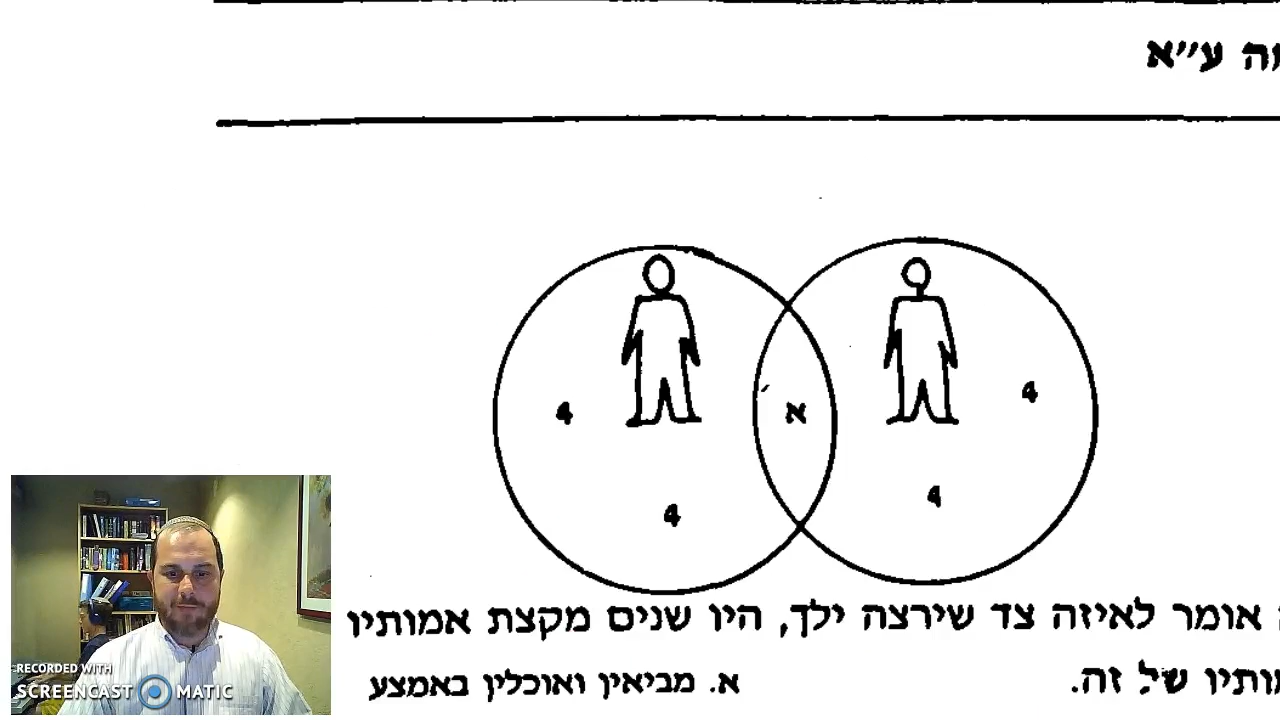 ע״א
4
א
4
4
4
אומר לאיזה צד שירצה ילך, היו שנים מקצת אמותיו
של זה.
א. מביאין ואוכלין באמצע
RECORDED WITH
SCREENCAST MATIC